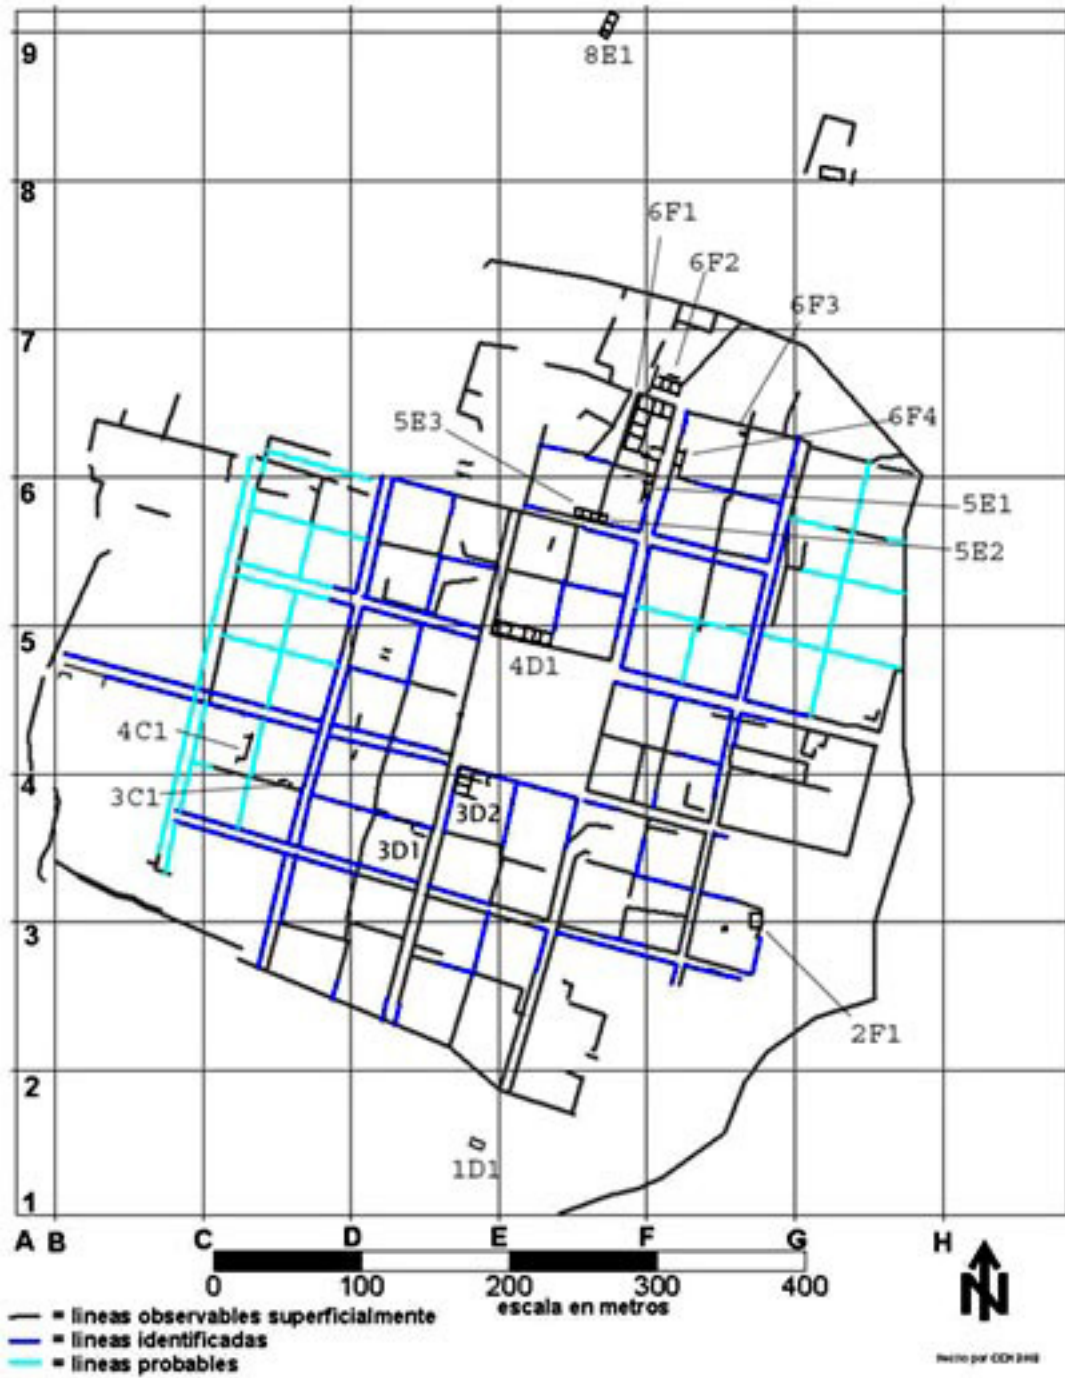 9
8E1
8
6F1
6F2
6F3
7
5E3
6F4
6
5E1
5E2
5
4D1
4C1
4
3C1
3D2
3D1
3
2F1
2
1D1
1
A B C D E F G H
0 100 200 300 400
escala en metros
= lineas observables superficialmente
= lineas identificadas
= lineas probables
N
Hecho por